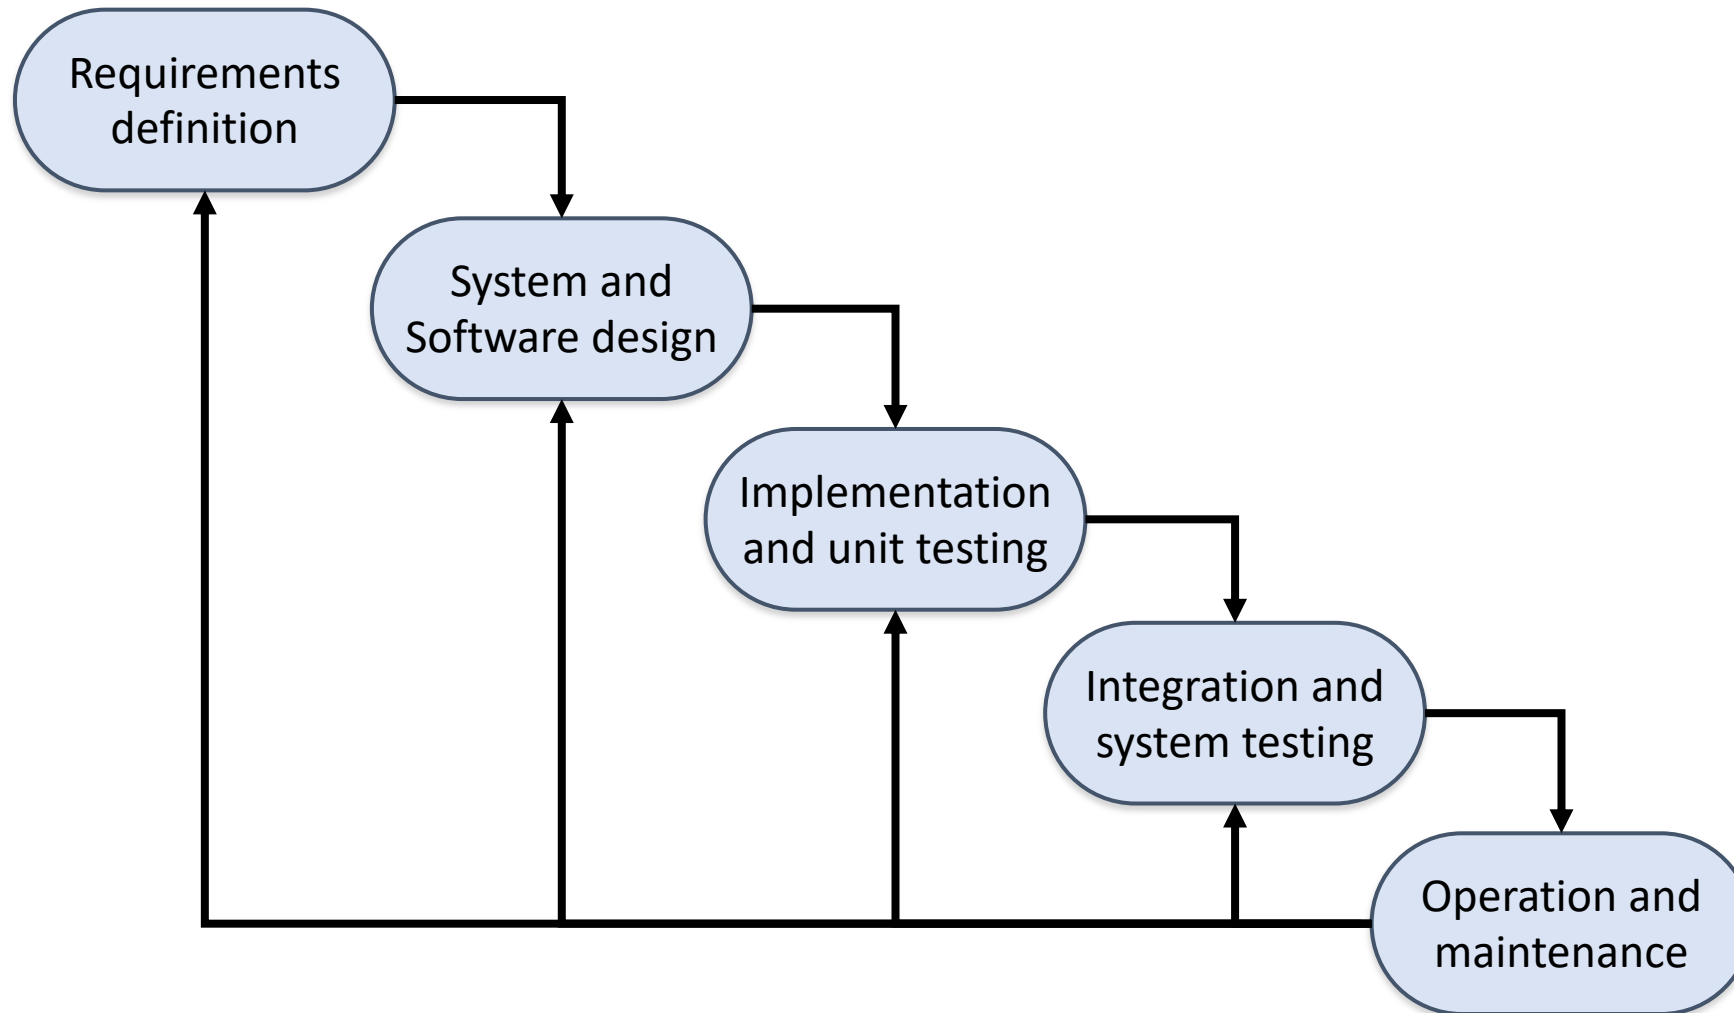 Requirements
definition
System and
Software design
Implementation
and unit testing
Integration and
system testing
Operation and
maintenance